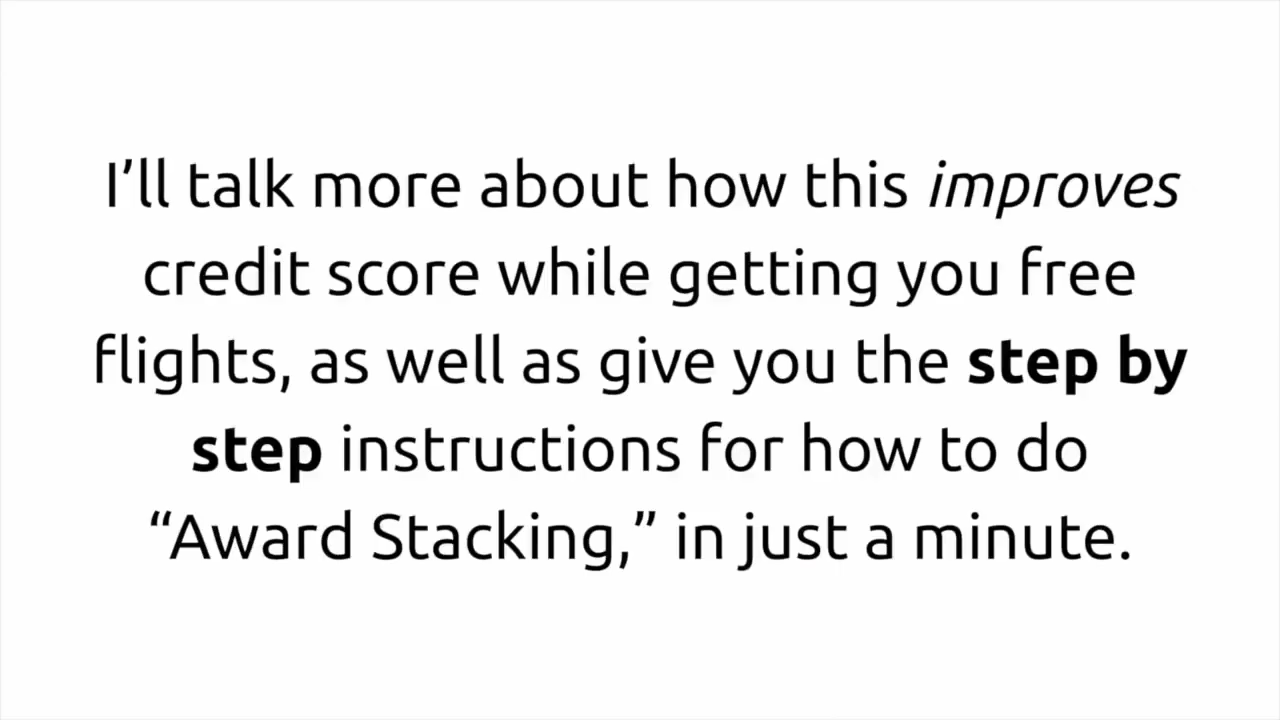 I’ll talk more about how this improves
credit score while getting you free
flights, as well as give you the step by
step instructions for how to do
“Award Stacking,” in just a minute.